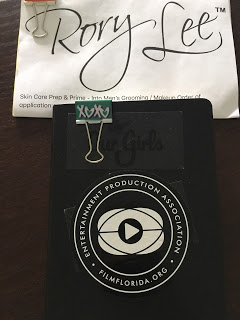 Rory Lee™
Skin Care Prep & Prime - Into Men's Grooming / Makeup Order of
application
XOXO
Girls
ENTERTAINMENT PRODUCTION ASSOCIATION
• FILMFLORIDA.ORG •